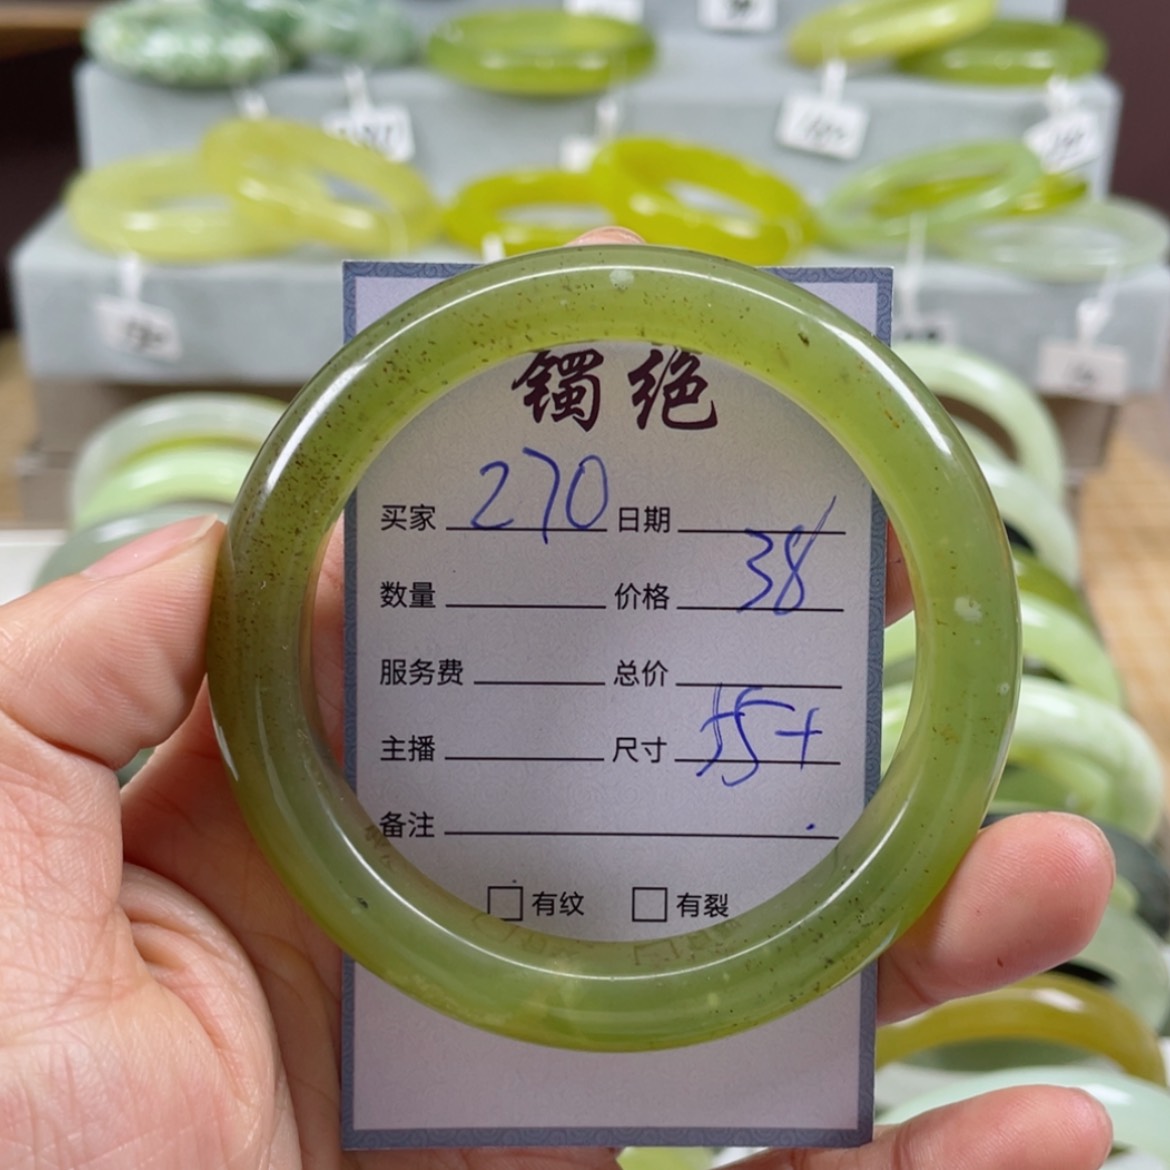 镯绝
买家 270 日期
数量 价格 38
服务费 总价
主播 尺寸 55+
备注
□有纹 □有裂